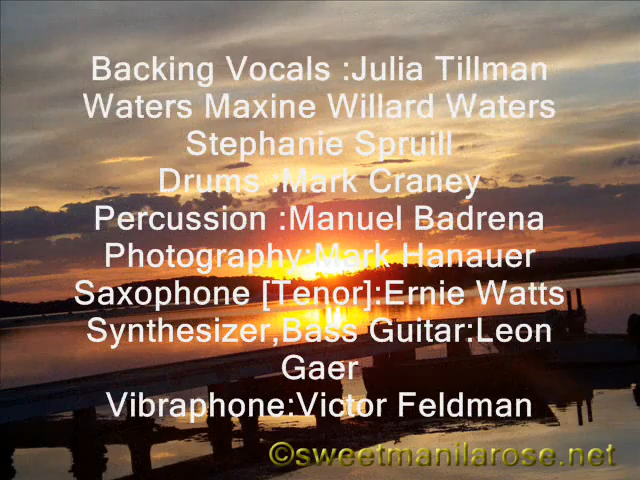 Backing Vocals :Julia Tillman
Waters Maxine Willard Waters
Stephanie Spruill
Drums :Mark Craney
Percussion :Manuel Badrena
Photography:Mark Hanauer
Saxophone [Tenor]:Ernie Watts
Synthesizer,Bass Guitar:Leon
Gaer
Vibraphone:Victor Feldman
©sweetmanilarose.net